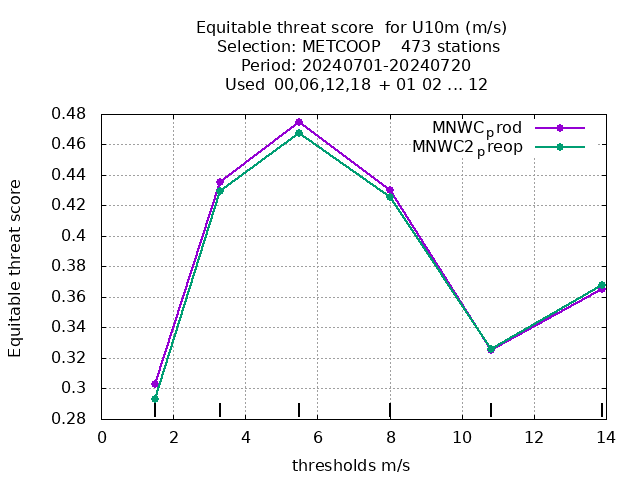 Equitable threat score  for U10m (m/s)
Selection: METCOOP    473 stations
Period: 20240701-20240720
Used  00,06,12,18  + 01 02 ... 12
MNWCprod
MNWC2preop
Equitable threat score
0.48
0.46
0.44
0.42
0.4
0.38
0.36
0.34
0.32
0.3
0.28
0 2 4 6 8 10 12 14
thresholds m/s